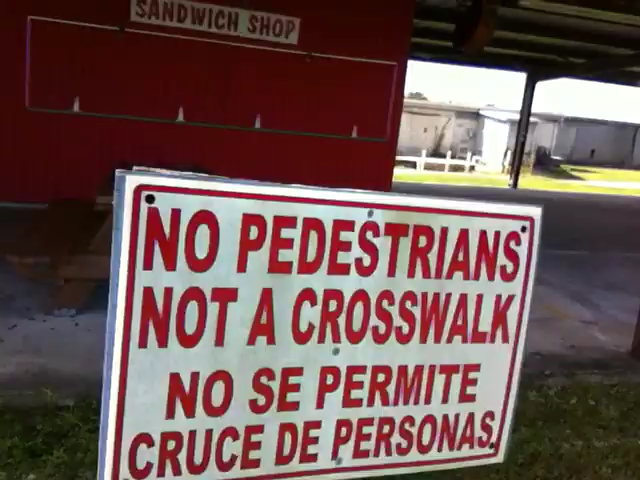 SANDWICH SHOP
NO PEDESTRIANS
NOT A CROSSWALK
NO SE PERMITE
CRUCE DE PERSONAS.